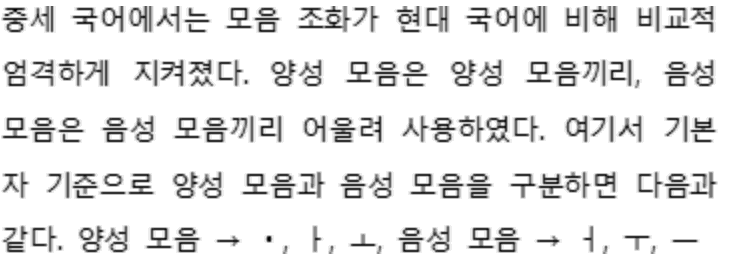 중세 국어에서는 모음 조화가 현대 국어에 비해 비교적
엄격하게 지켜졌다. 양성 모음은 양성 모음끼리, 음성
모음은 음성 모음끼리 어울려 사용하였다. 여기서 기본
자 기준으로 양성 모음과 음성 모음을 구분하면 다음과
같다. 양성 모음 → ㆍ, ㅏ, ㅗ, 음성 모음 → ㅓ, ㅜ, ㅡ